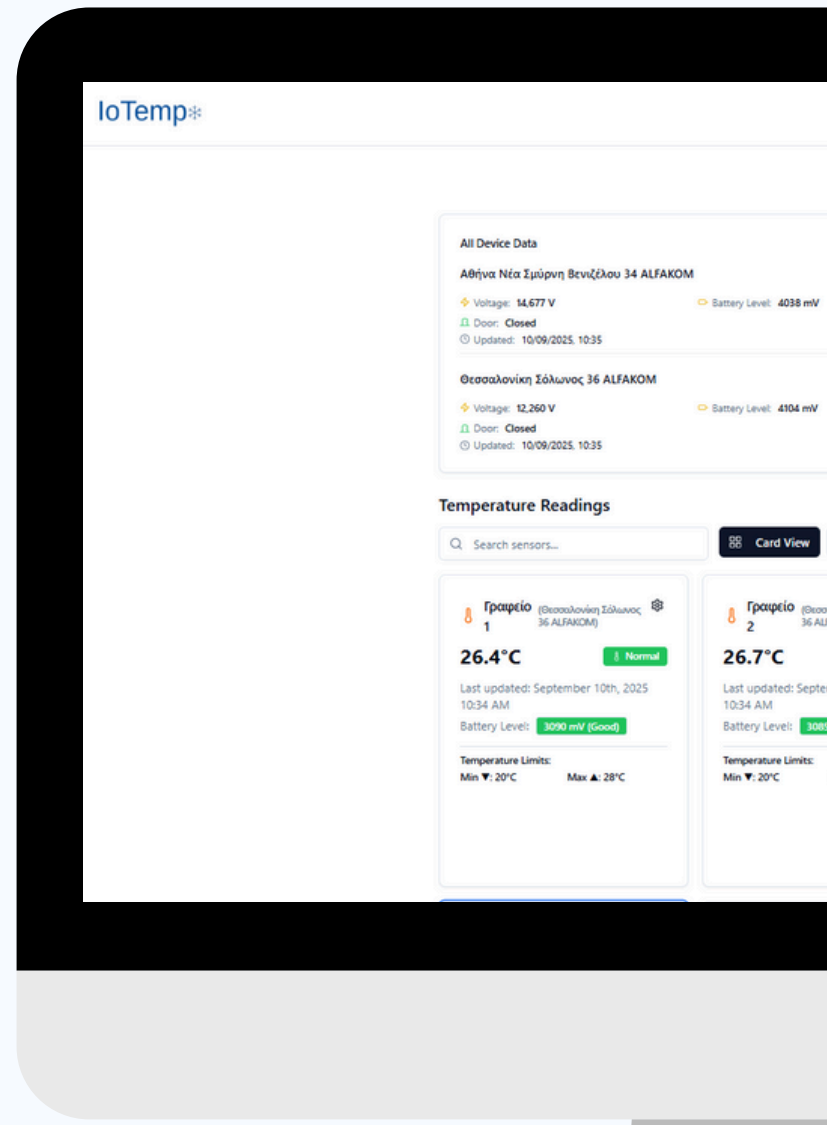 IoTemp
All Device Data
Αθήνα Νέα Σμύρνη Βενιζέλου 34 ALFAKOM
Voltage: 14,677 V Battery Level: 4038 mV
Door: Closed
Updated: 10/09/2025, 10:35
Θεσσαλονίκη Σόλωνος 36 ALFAKOM
Voltage: 12,260 V Battery Level: 4104 mV
Door: Closed
Updated: 10/09/2025, 10:35
Temperature Readings
Search sensors...
Card View
Γραφείο 1
(Θεσσαλονίκη Σόλωνος
36 ALFAKOM)
26.4°C Normal
Last updated: September 10th, 2025
10:34 AM
Battery Level: 3090 mV (Good)
Temperature Limits:
Min ▼: 20°C Max ▲: 28°C
Γραφείο 2
26.7°C
Last updated:
10:34 AM
Battery Level:
Temperature Limits:
Min ▼: 20°C